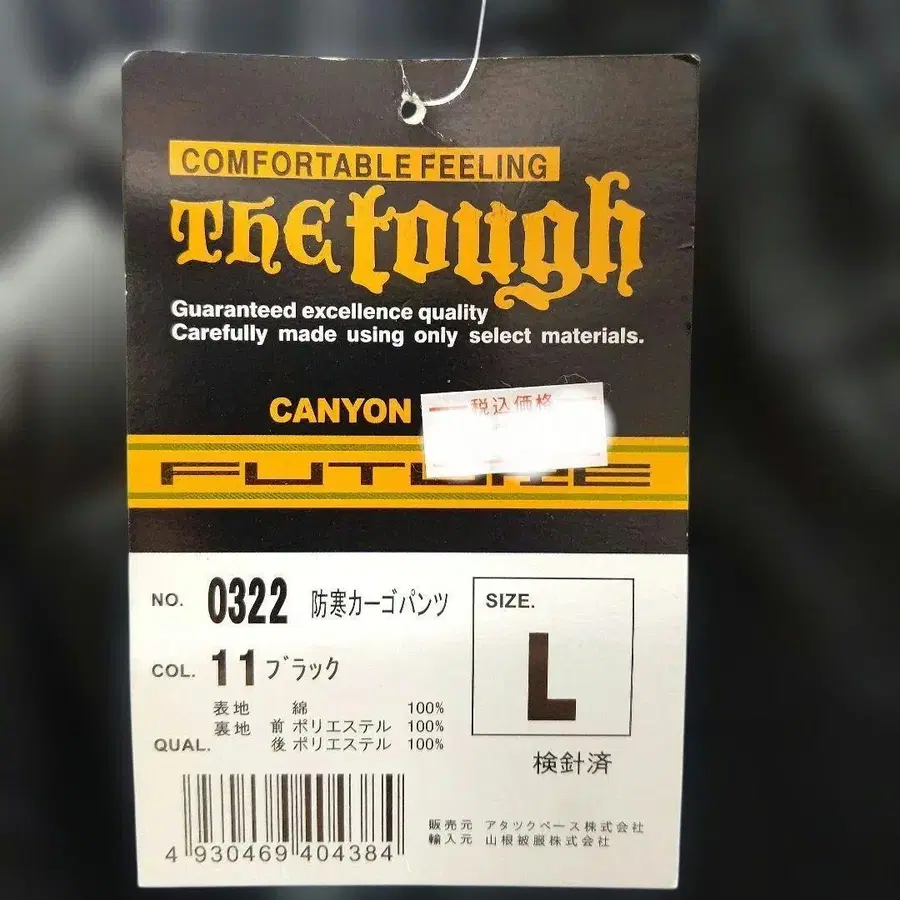 COMFORTABLE FEELING
The tough
Guaranteed excellence quality
Carefully made using only select materials.
CANYON
税込価格
NO. 0322 防寒カーゴパンツ
SIZE.
L
COL. 11 ブラック
表地 綿 100%
裏地 前 ポリエステル 100%
QUAL. 後 ポリエステル 100%
検針済
4 930469 404384
販売元 アタツクベース株式会社
輸入元 山根被服株式会社